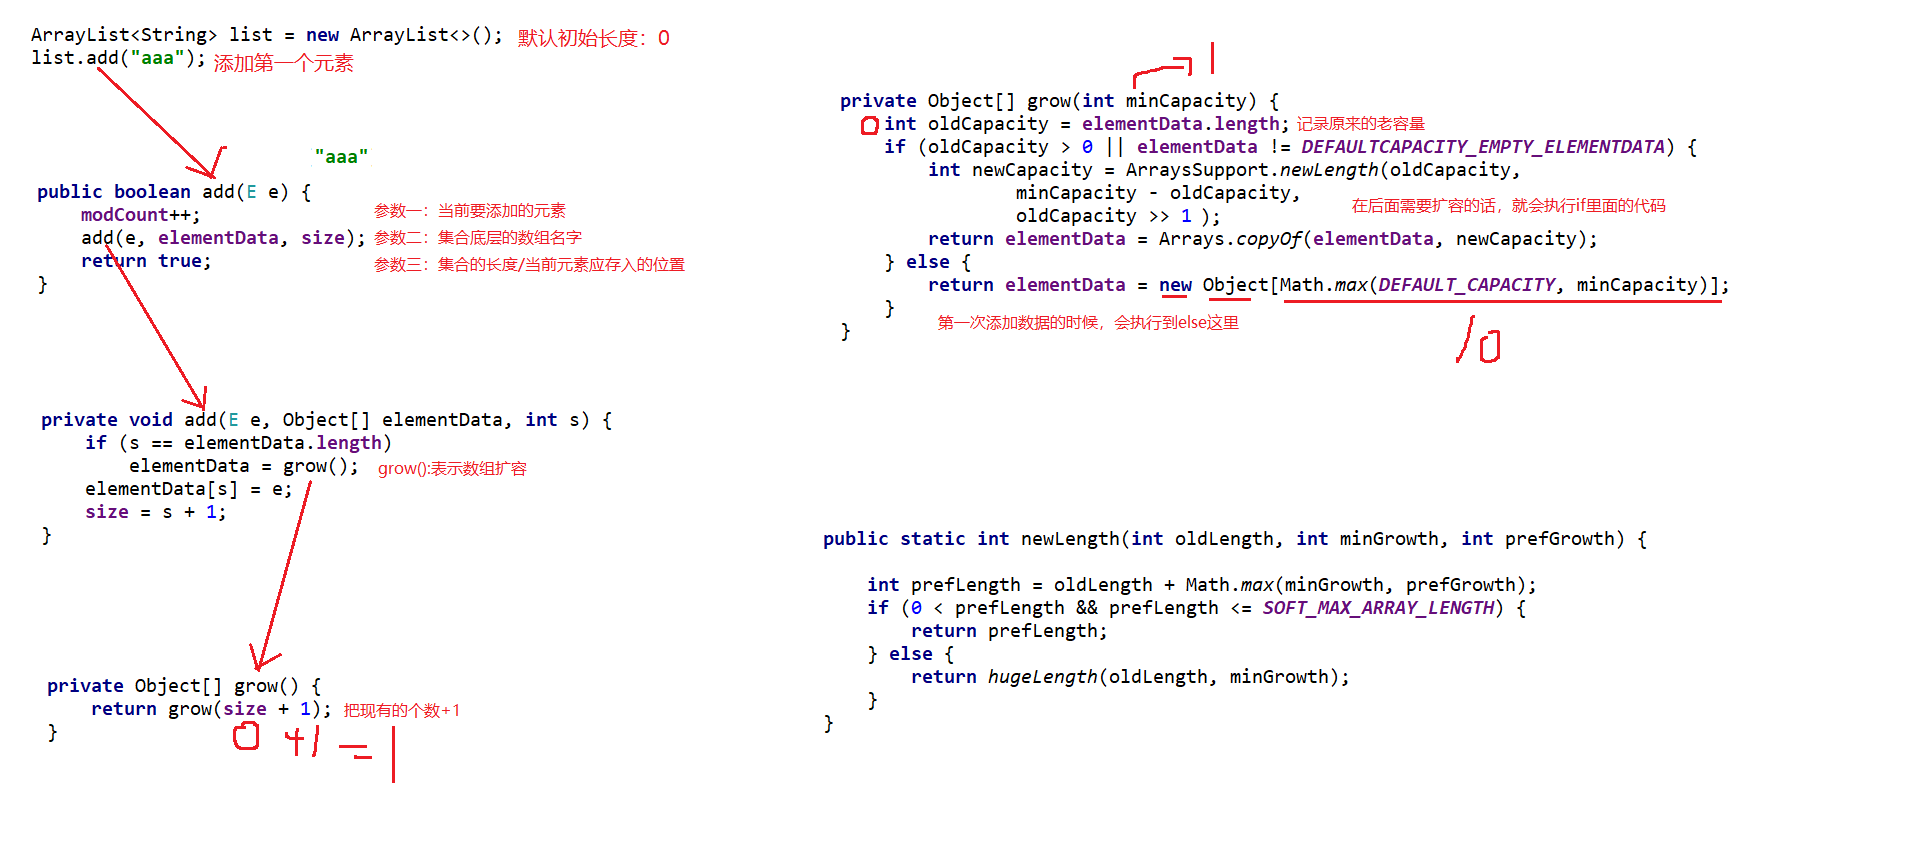 ArrayList<String> list = new ArrayList<>(); 默认初始长度：0
list.add("aaa"); 添加第一个元素
"aaa"
public boolean add(E e) {
modCount++;
参数一：当前要添加的元素
add(e, elementData, size); 参数二：集合底层的数组名字
return true;
参数三：集合的长度/当前元素应存入的位置
}
private void add(E e, Object[] elementData, int s) {
if (s == elementData.length)
elementData = grow(); grow():表示数组扩容
elementData[s] = e;
size = s + 1;
}
private Object[] grow() {
return grow(size + 1); 把现有的个数+1
}
0 +1 = 1
1
private Object[] grow(int minCapacity) {
0 int oldCapacity = elementData.length; 记录原来的老容量
if (oldCapacity > 0 || elementData != DEFAULTCAPACITY_EMPTY_ELEMENTDATA) {
int newCapacity = ArraysSupport.newLength(oldCapacity,
minCapacity - oldCapacity,
在后面需要扩容的话，就会执行if里面的代码
oldCapacity >> 1 );
return elementData = Arrays.copyOf(elementData, newCapacity);
} else {
return elementData = new Object[Math.max(DEFAULT_CAPACITY, minCapacity)];
}
第一次添加数据的时候，会执行到else这里
}
10
public static int newLength(int oldLength, int minGrowth, int prefGrowth) {
int prefLength = oldLength + Math.max(minGrowth, prefGrowth);
if (0 < prefLength && prefLength <= SOFT_MAX_ARRAY_LENGTH) {
return prefLength;
} else {
return hugeLength(oldLength, minGrowth);
}
}